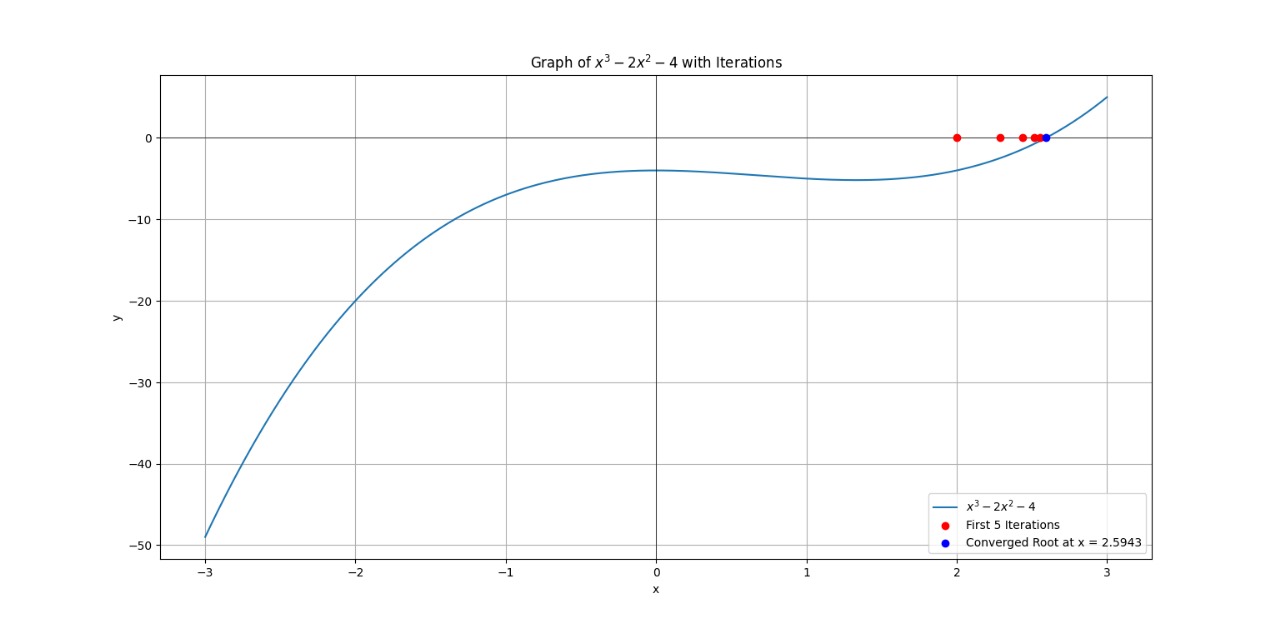 Graph of x³ − 2x² − 4 with Iterations
0
−10
−20
−30
−40
−50
y
−3 −2 −1 0 1 2 3
x
x³ − 2x² − 4
First 5 Iterations
Converged Root at x = 2.5943